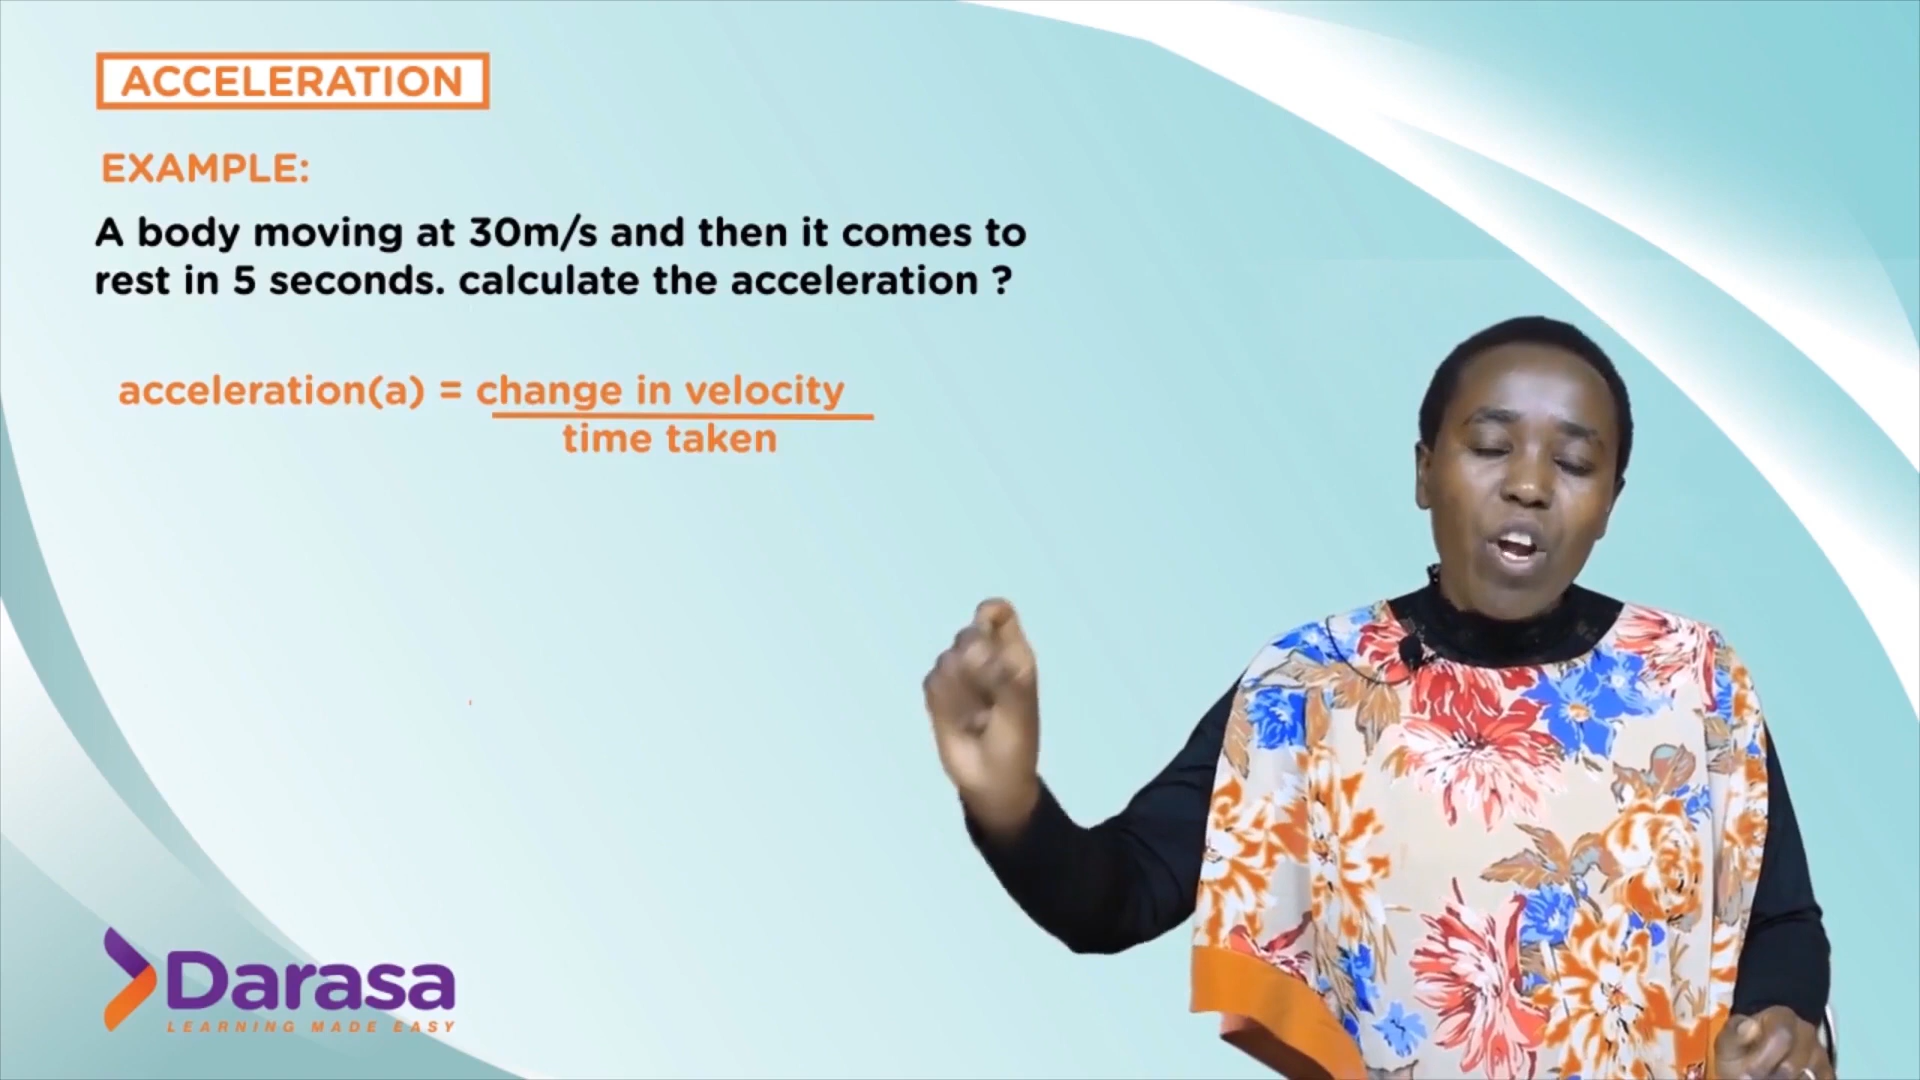 ACCELERATION
EXAMPLE:
A body moving at 30m/s and then it comes to
rest in 5 seconds. calculate the acceleration ?
acceleration(a) = change in velocity
time taken
Darasa
LEARNING MADE EASY